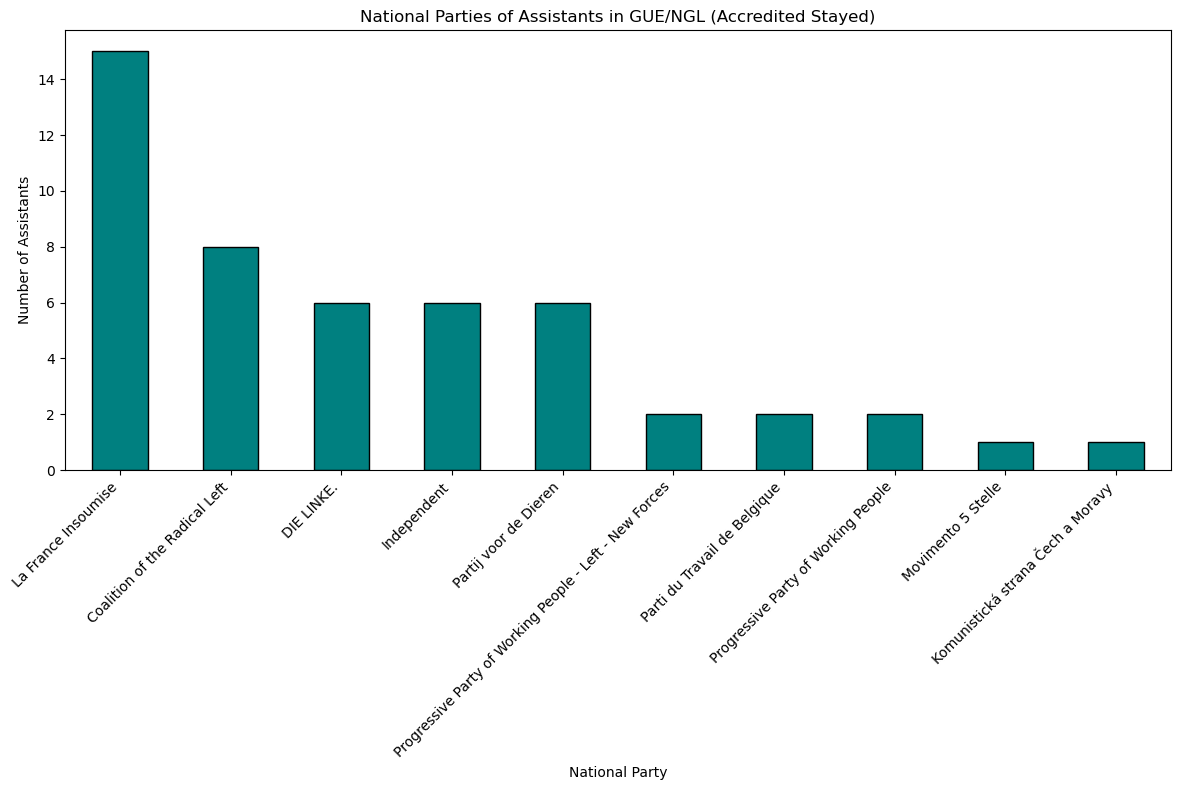 National Parties of Assistants in GUE/NGL (Accredited Stayed)
Number of Assistants
14
12
10
8
6
4
2
0
La France Insoumise
Coalition of the Radical Left
DIE LINKE.
Independent
Partij voor de Dieren
Progressive Party of Working People - Left - New Forces
Parti du Travail de Belgique
Progressive Party of Working People
Movimento 5 Stelle
Komunistická strana Čech a Moravy
National Party